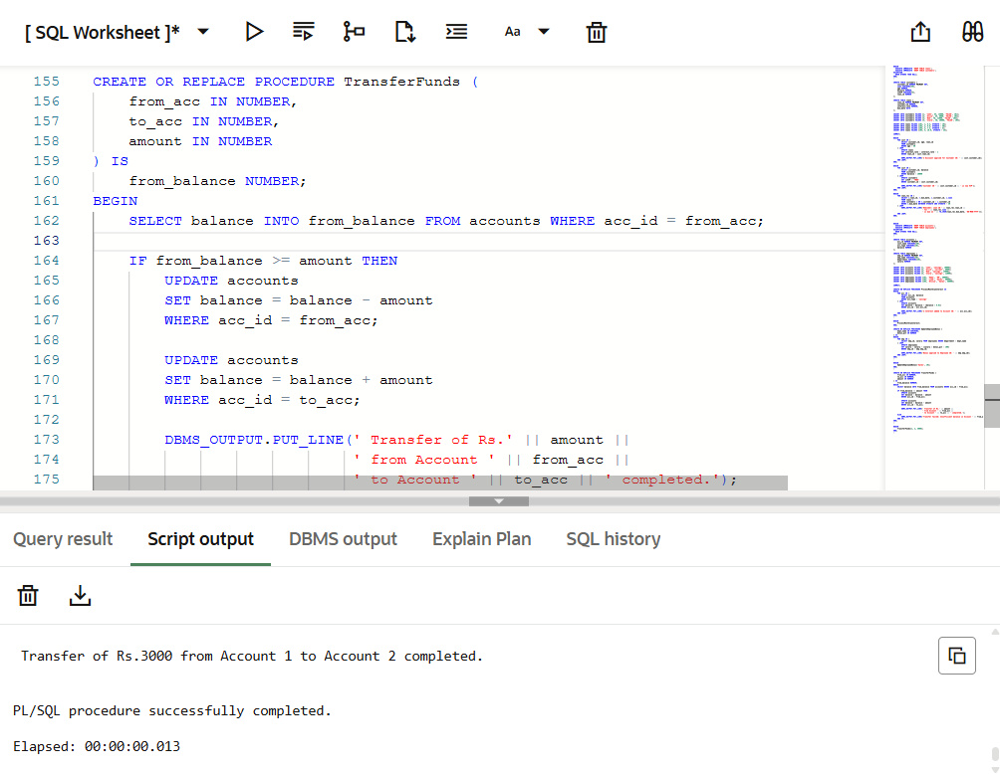 [ SQL Worksheet ]*
Aa
155 CREATE OR REPLACE PROCEDURE TransferFunds (
156     from_acc IN NUMBER,
157     to_acc IN NUMBER,
158     amount IN NUMBER
159 ) IS
160     from_balance NUMBER;
161 BEGIN
162     SELECT balance INTO from_balance FROM accounts WHERE acc_id = from_acc;
163
164     IF from_balance >= amount THEN
165         UPDATE accounts
166         SET balance = balance - amount
167         WHERE acc_id = from_acc;
168
169         UPDATE accounts
170         SET balance = balance + amount
171         WHERE acc_id = to_acc;
172
173         DBMS_OUTPUT.PUT_LINE(' Transfer of Rs.' || amount ||
174                              ' from Account ' || from_acc ||
175                              ' to Account ' || to_acc || ' completed.');
Query result
Script output
DBMS output
Explain Plan
SQL history
Transfer of Rs.3000 from Account 1 to Account 2 completed.
PL/SQL procedure successfully completed.
Elapsed: 00:00:00.013